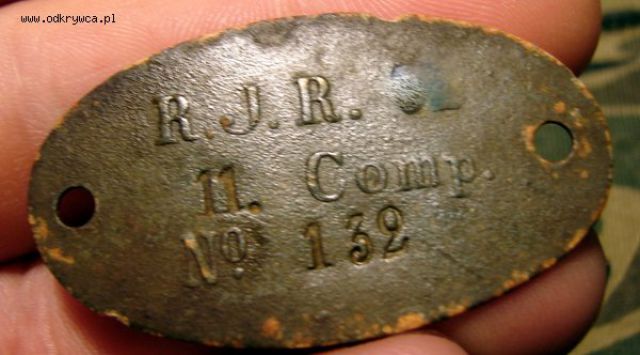 www.odkrywca.pl
R.J.R.
11. Comp.
No. 132